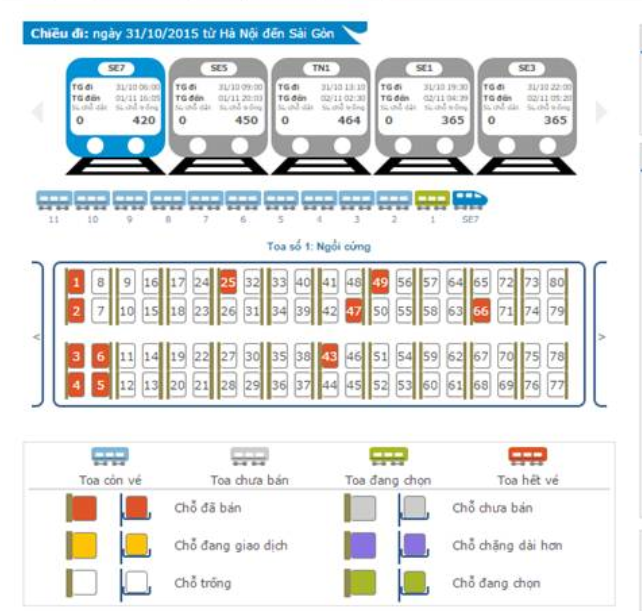 Chiều đi: ngày 31/10/2015 từ Hà Nội đến Sài Gòn
SE7 SE5 TN1 SE1 SE3
TG đi 31/10 06:00 TG đi 31/10 09:00 TG đi 31/10 13:10 TG đi 31/10 19:30 TG đi 31/10 22:00
TG đến 01/11 16:05 TG đến 01/11 20:03 TG đến 02/11 02:30 TG đến 02/11 04:39 TG đến 02/11 05:20
SL chỗ đặt SL chỗ trống SL chỗ đặt SL chỗ trống SL chỗ đặt SL chỗ trống SL chỗ đặt SL chỗ trống SL chỗ đặt SL chỗ trống
0 420 0 450 0 464 0 365 0 365
11 10 9 8 7 6 5 4 3 2 1 SE7
Toa số 1: Ngồi cứng
1 8 9 16 17 24 25 32 33 40 41 48 49 56 57 64 65 72 73 80
2 7 10 15 18 23 26 31 34 39 42 47 50 55 58 63 66 71 74 79
< >
3 6 11 14 19 22 27 30 35 38 43 46 51 54 59 62 67 70 75 78
4 5 12 13 20 21 28 29 36 37 44 45 52 53 60 61 68 69 76 77
Toa còn vé Toa chưa bán Toa đang chọn Toa hết vé
Chỗ đã bán Chỗ chưa bán
Chỗ đang giao dịch Chỗ chặng dài hơn
Chỗ trống Chỗ đang chọn